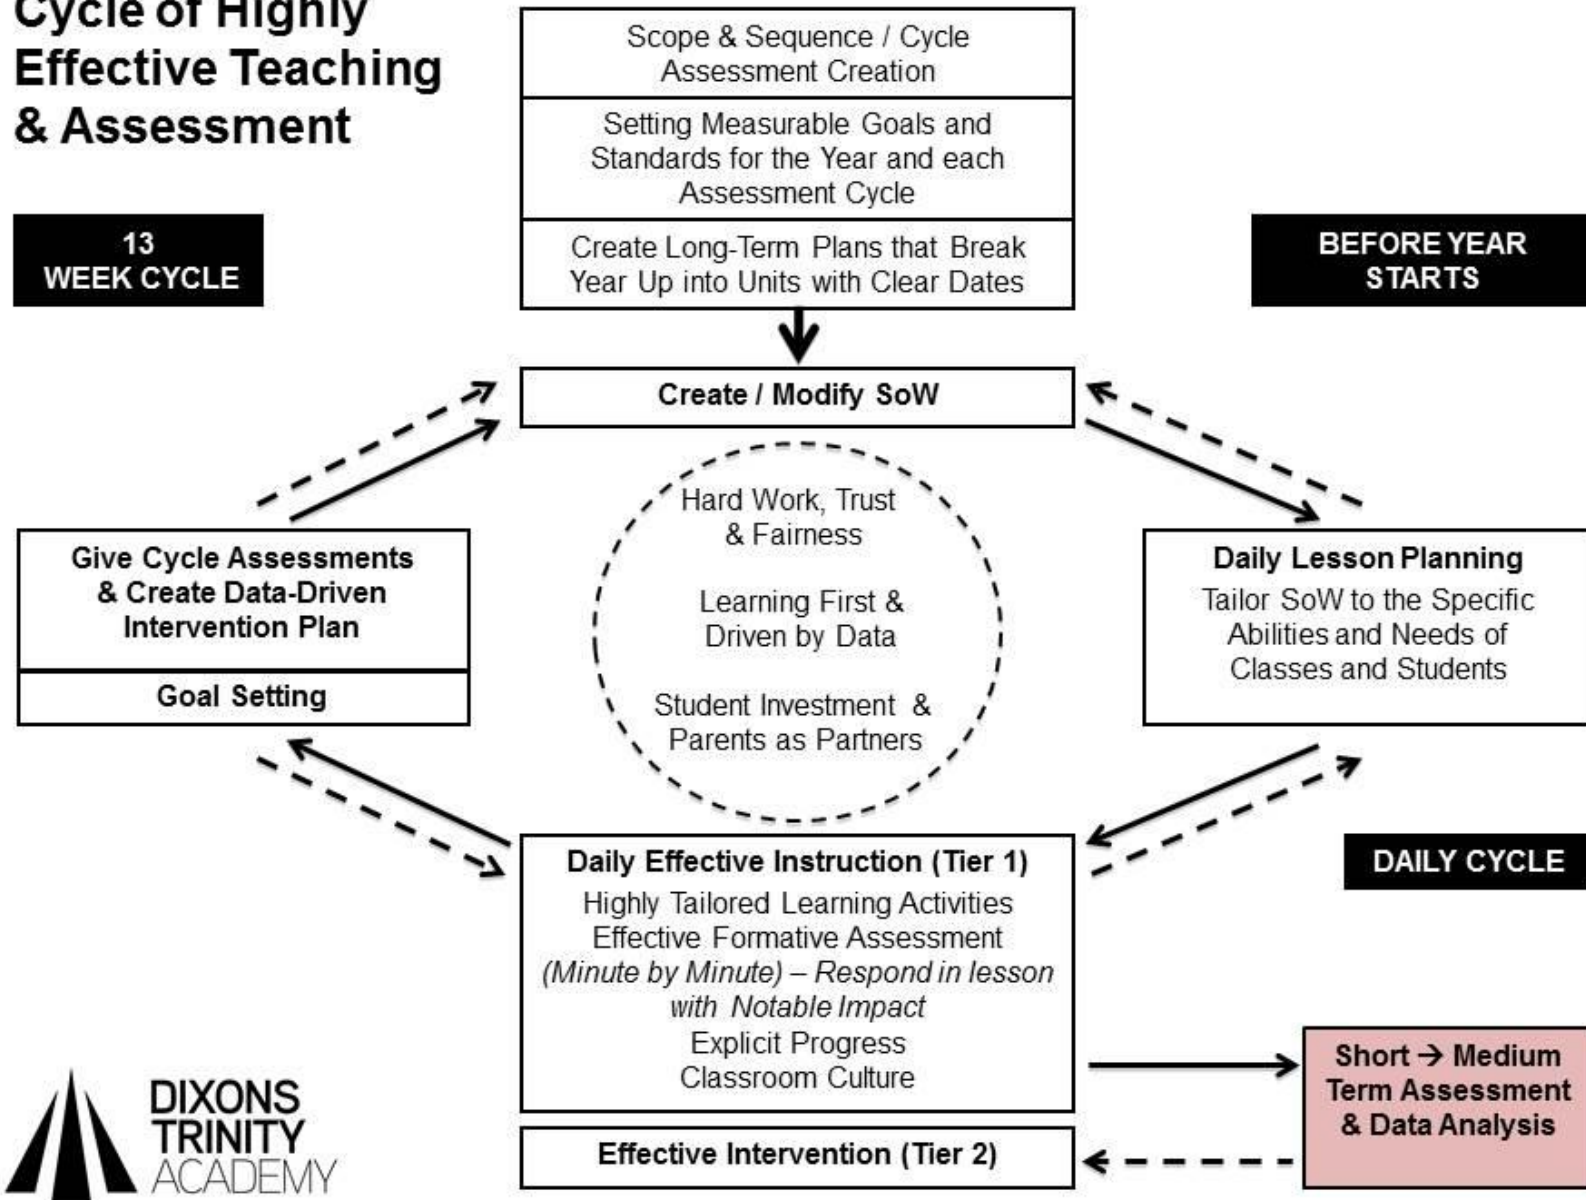 Cycle of Highly
Effective Teaching
& Assessment
Scope & Sequence / Cycle
Assessment Creation
Setting Measurable Goals and
Standards for the Year and each
Assessment Cycle
Create Long-Term Plans that Break
Year Up into Units with Clear Dates
13
WEEK CYCLE
BEFORE YEAR
STARTS
Create / Modify SoW
Hard Work, Trust
& Fairness
Learning First &
Driven by Data
Student Investment &
Parents as Partners
Give Cycle Assessments
& Create Data-Driven
Intervention Plan
Goal Setting
Daily Lesson Planning
Tailor SoW to the Specific
Abilities and Needs of
Classes and Students
Daily Effective Instruction (Tier 1)
Highly Tailored Learning Activities
Effective Formative Assessment
(Minute by Minute) – Respond in lesson
with Notable Impact
Explicit Progress
Classroom Culture
DAILY CYCLE
Short → Medium
Term Assessment
& Data Analysis
Effective Intervention (Tier 2)
DIXONS
TRINITY
ACADEMY